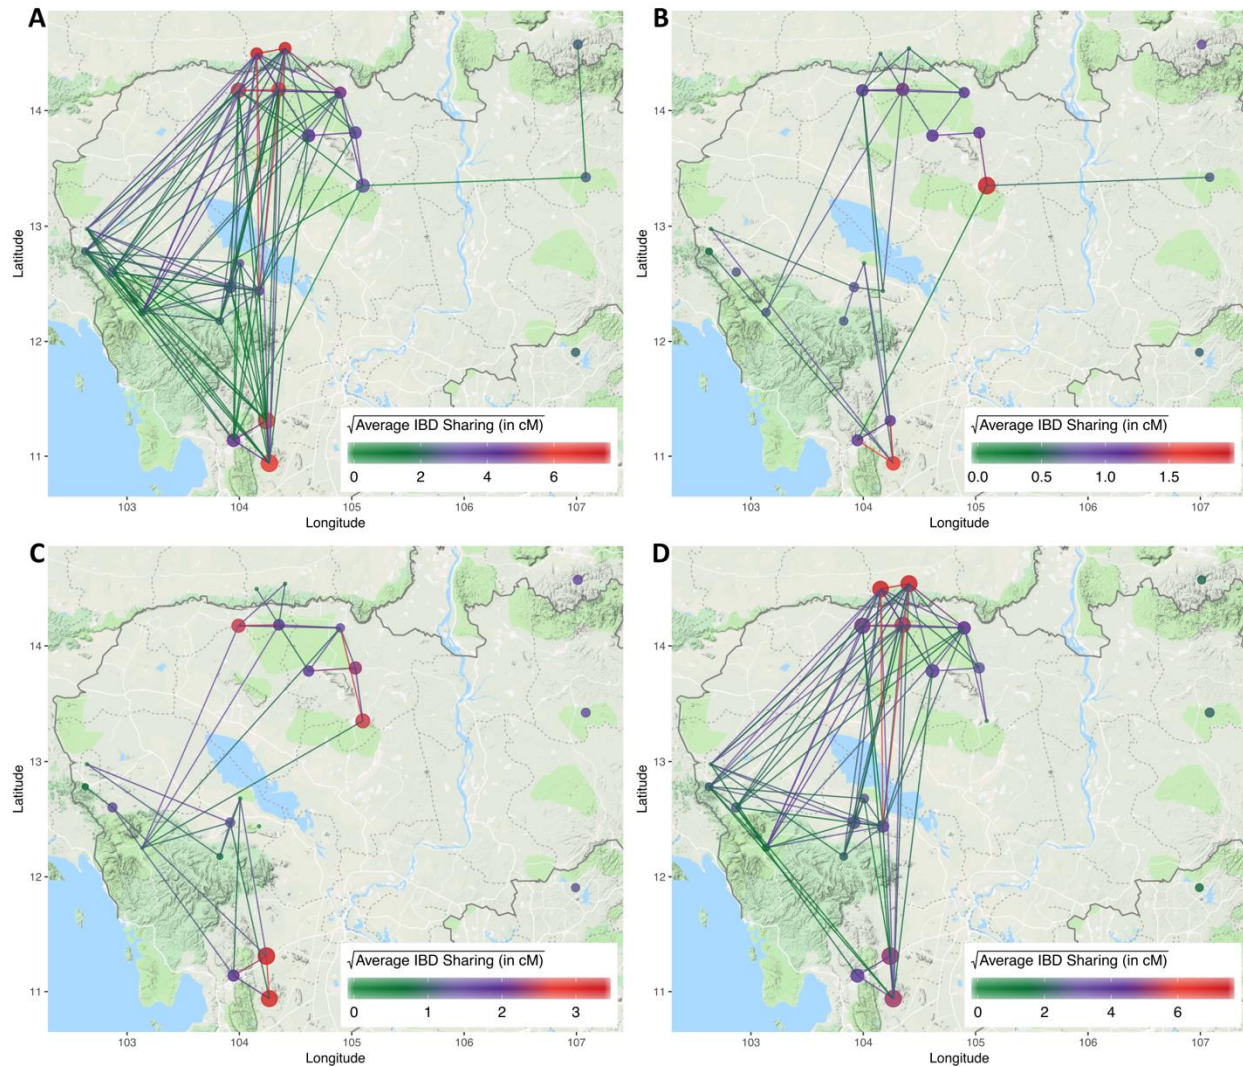 A
B
14
13
12
11
Latitude
√Average IBD Sharing (in cM)
0 2 4 6
103 104 105 106 107
Longitude
14
13
12
11
Latitude
√Average IBD Sharing (in cM)
0.0 0.5 1.0 1.5
103 104 105 106 107
Longitude
C
D
14
13
12
11
Latitude
√Average IBD Sharing (in cM)
0 1 2 3
103 104 105 106 107
Longitude
14
13
12
11
Latitude
√Average IBD Sharing (in cM)
0 2 4 6
103 104 105 106 107
Longitude